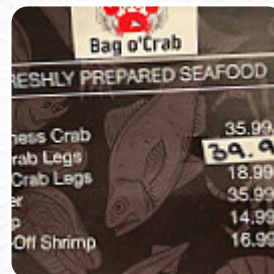 Bag o'Crab
RESHLY PREPARED SEAFOOD
ness Crab 35.99
rab Legs 39.9
Crab Legs 18.99
er 35.99
p 14.99
-Off Shrimp 16.99